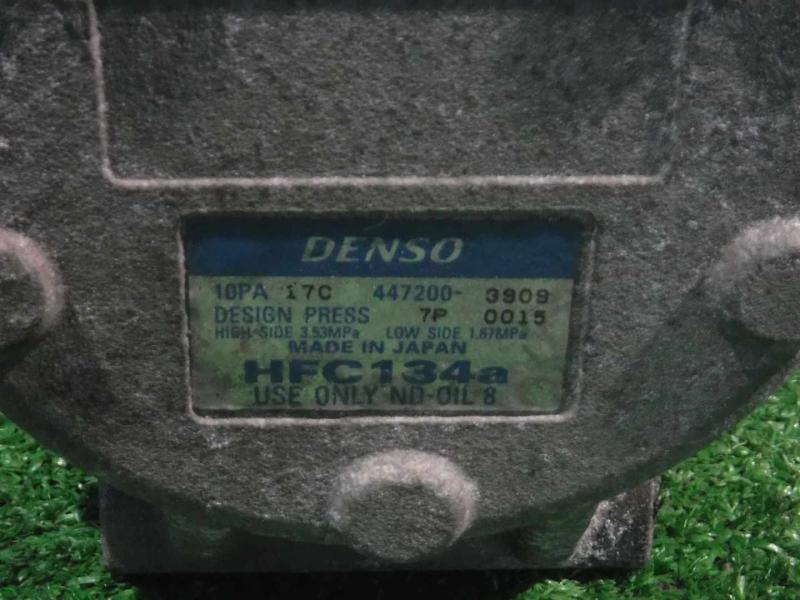 DENSO
10PA 17C 447200- 3909
DESIGN PRESS 7P 0015
HIGH SIDE 3.53MPa LOW SIDE 1.67MPa
MADE IN JAPAN
HFC134a
USE ONLY ND-OIL 8